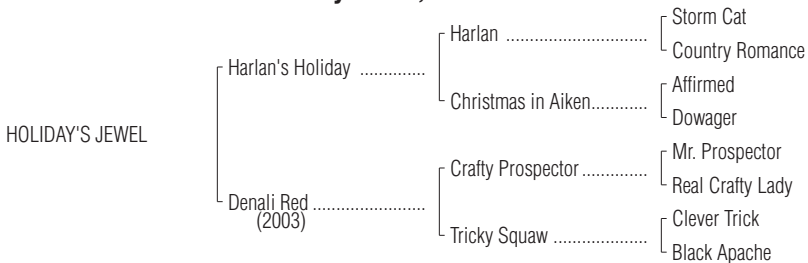 Storm Cat
Harlan ..............................
Country Romance
Harlan's Holiday ..............
Affirmed
Christmas in Aiken............
Dowager
HOLIDAY'S JEWEL
Mr. Prospector
Crafty Prospector ..............
Real Crafty Lady
Denali Red ........................
(2003)
Clever Trick
Tricky Squaw ....................
Black Apache